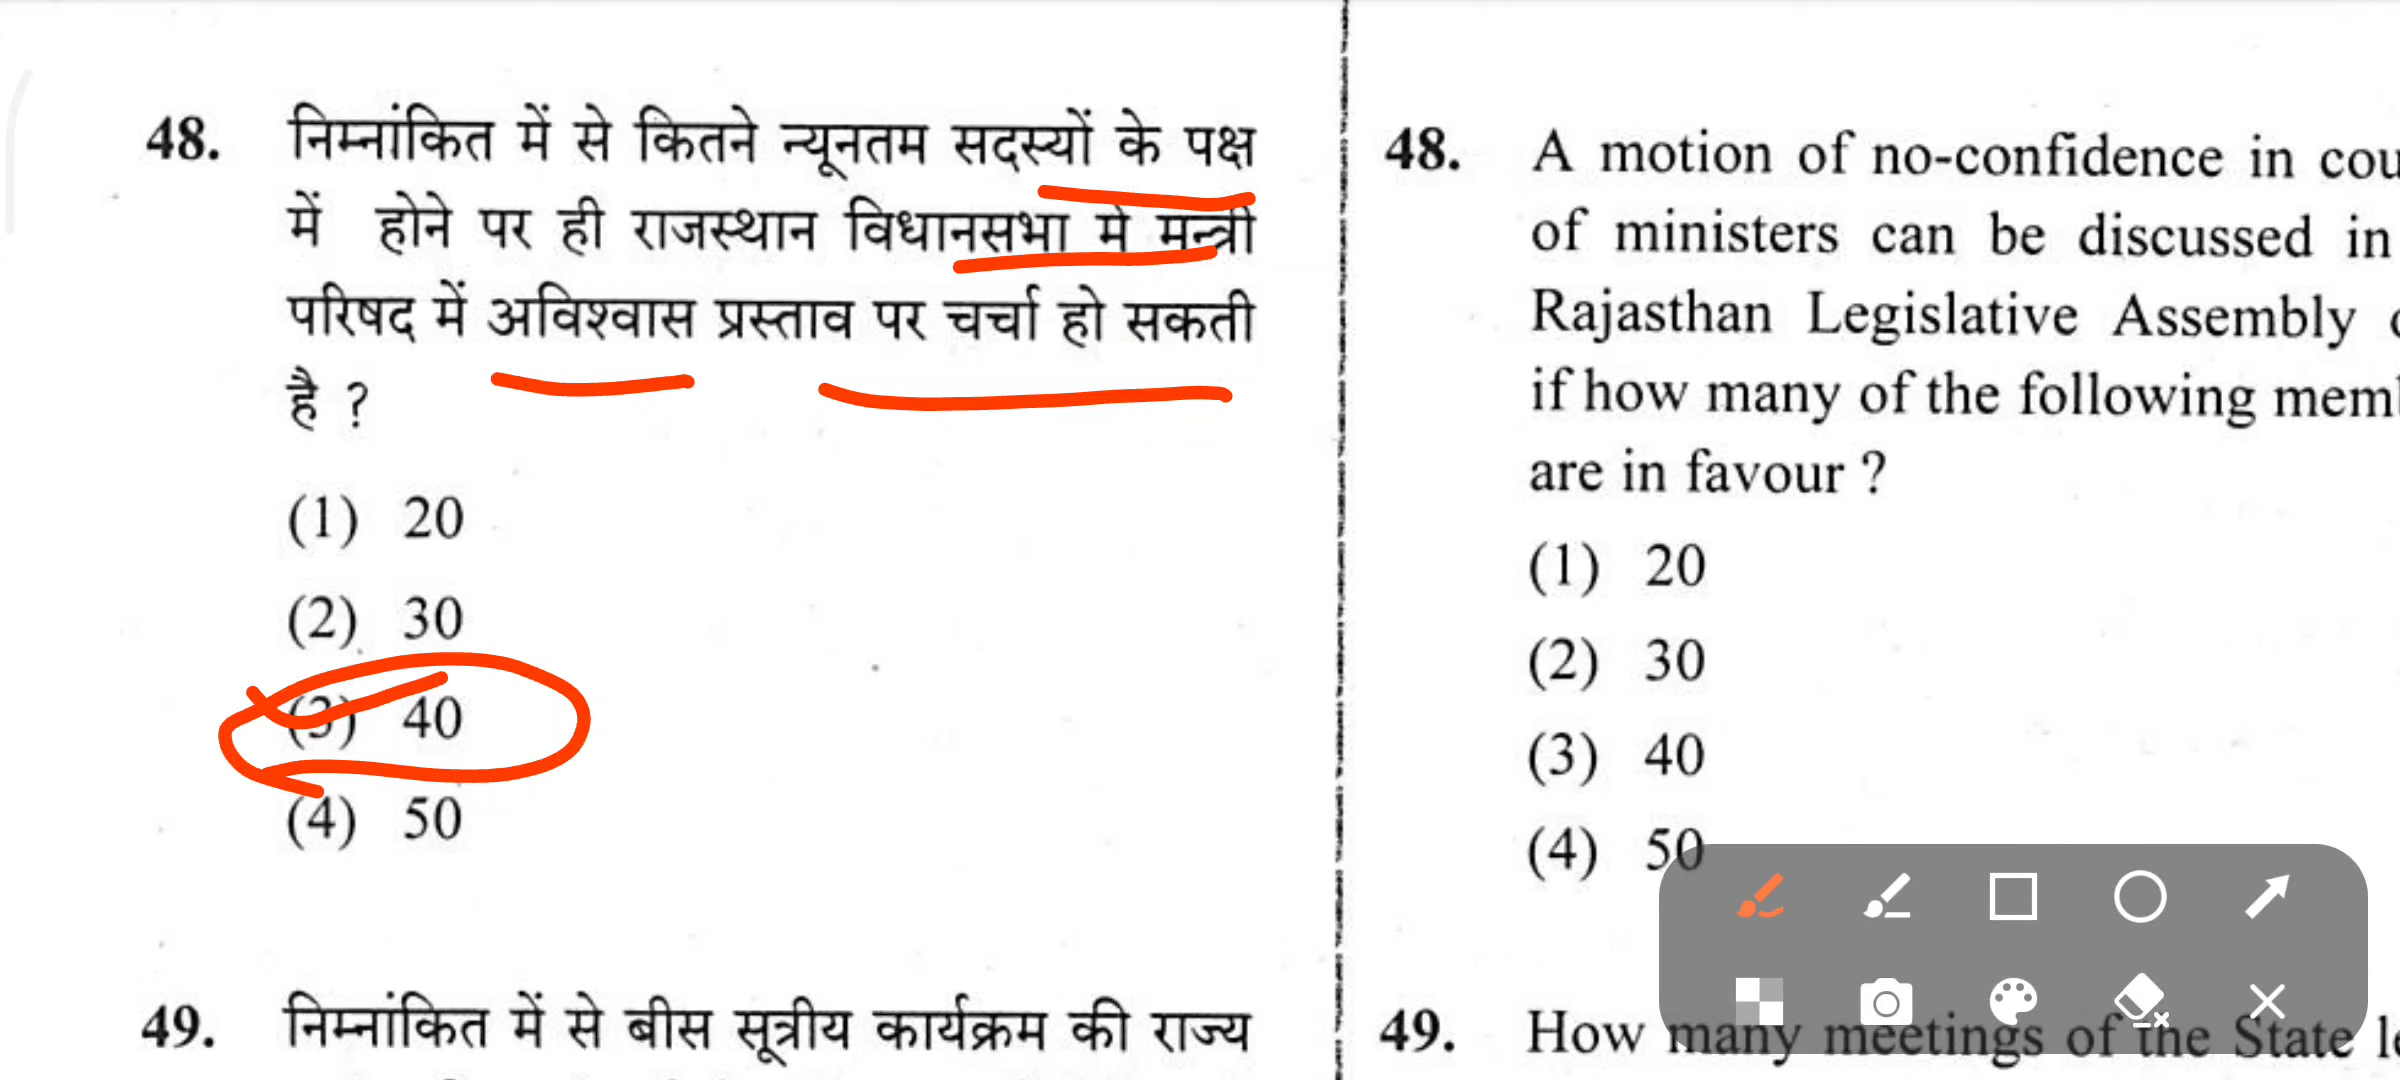 48. निम्नांकित में से कितने न्यूनतम सदस्यों के पक्ष
में होने पर ही राजस्थान विधानसभा में मन्त्री
परिषद में अविश्वास प्रस्ताव पर चर्चा हो सकती
है ?
(1) 20
(2) 30
(3) 40
(4) 50
49. निम्नांकित में से बीस सूत्रीय कार्यक्रम की राज्य
48. A motion of no-confidence in
of ministers can be discussed in
Rajasthan Legislative Assembly
if how many of the following
are in favour ?
(1) 20
(2) 30
(3) 40
(4) 50
49. How many meetings of the State